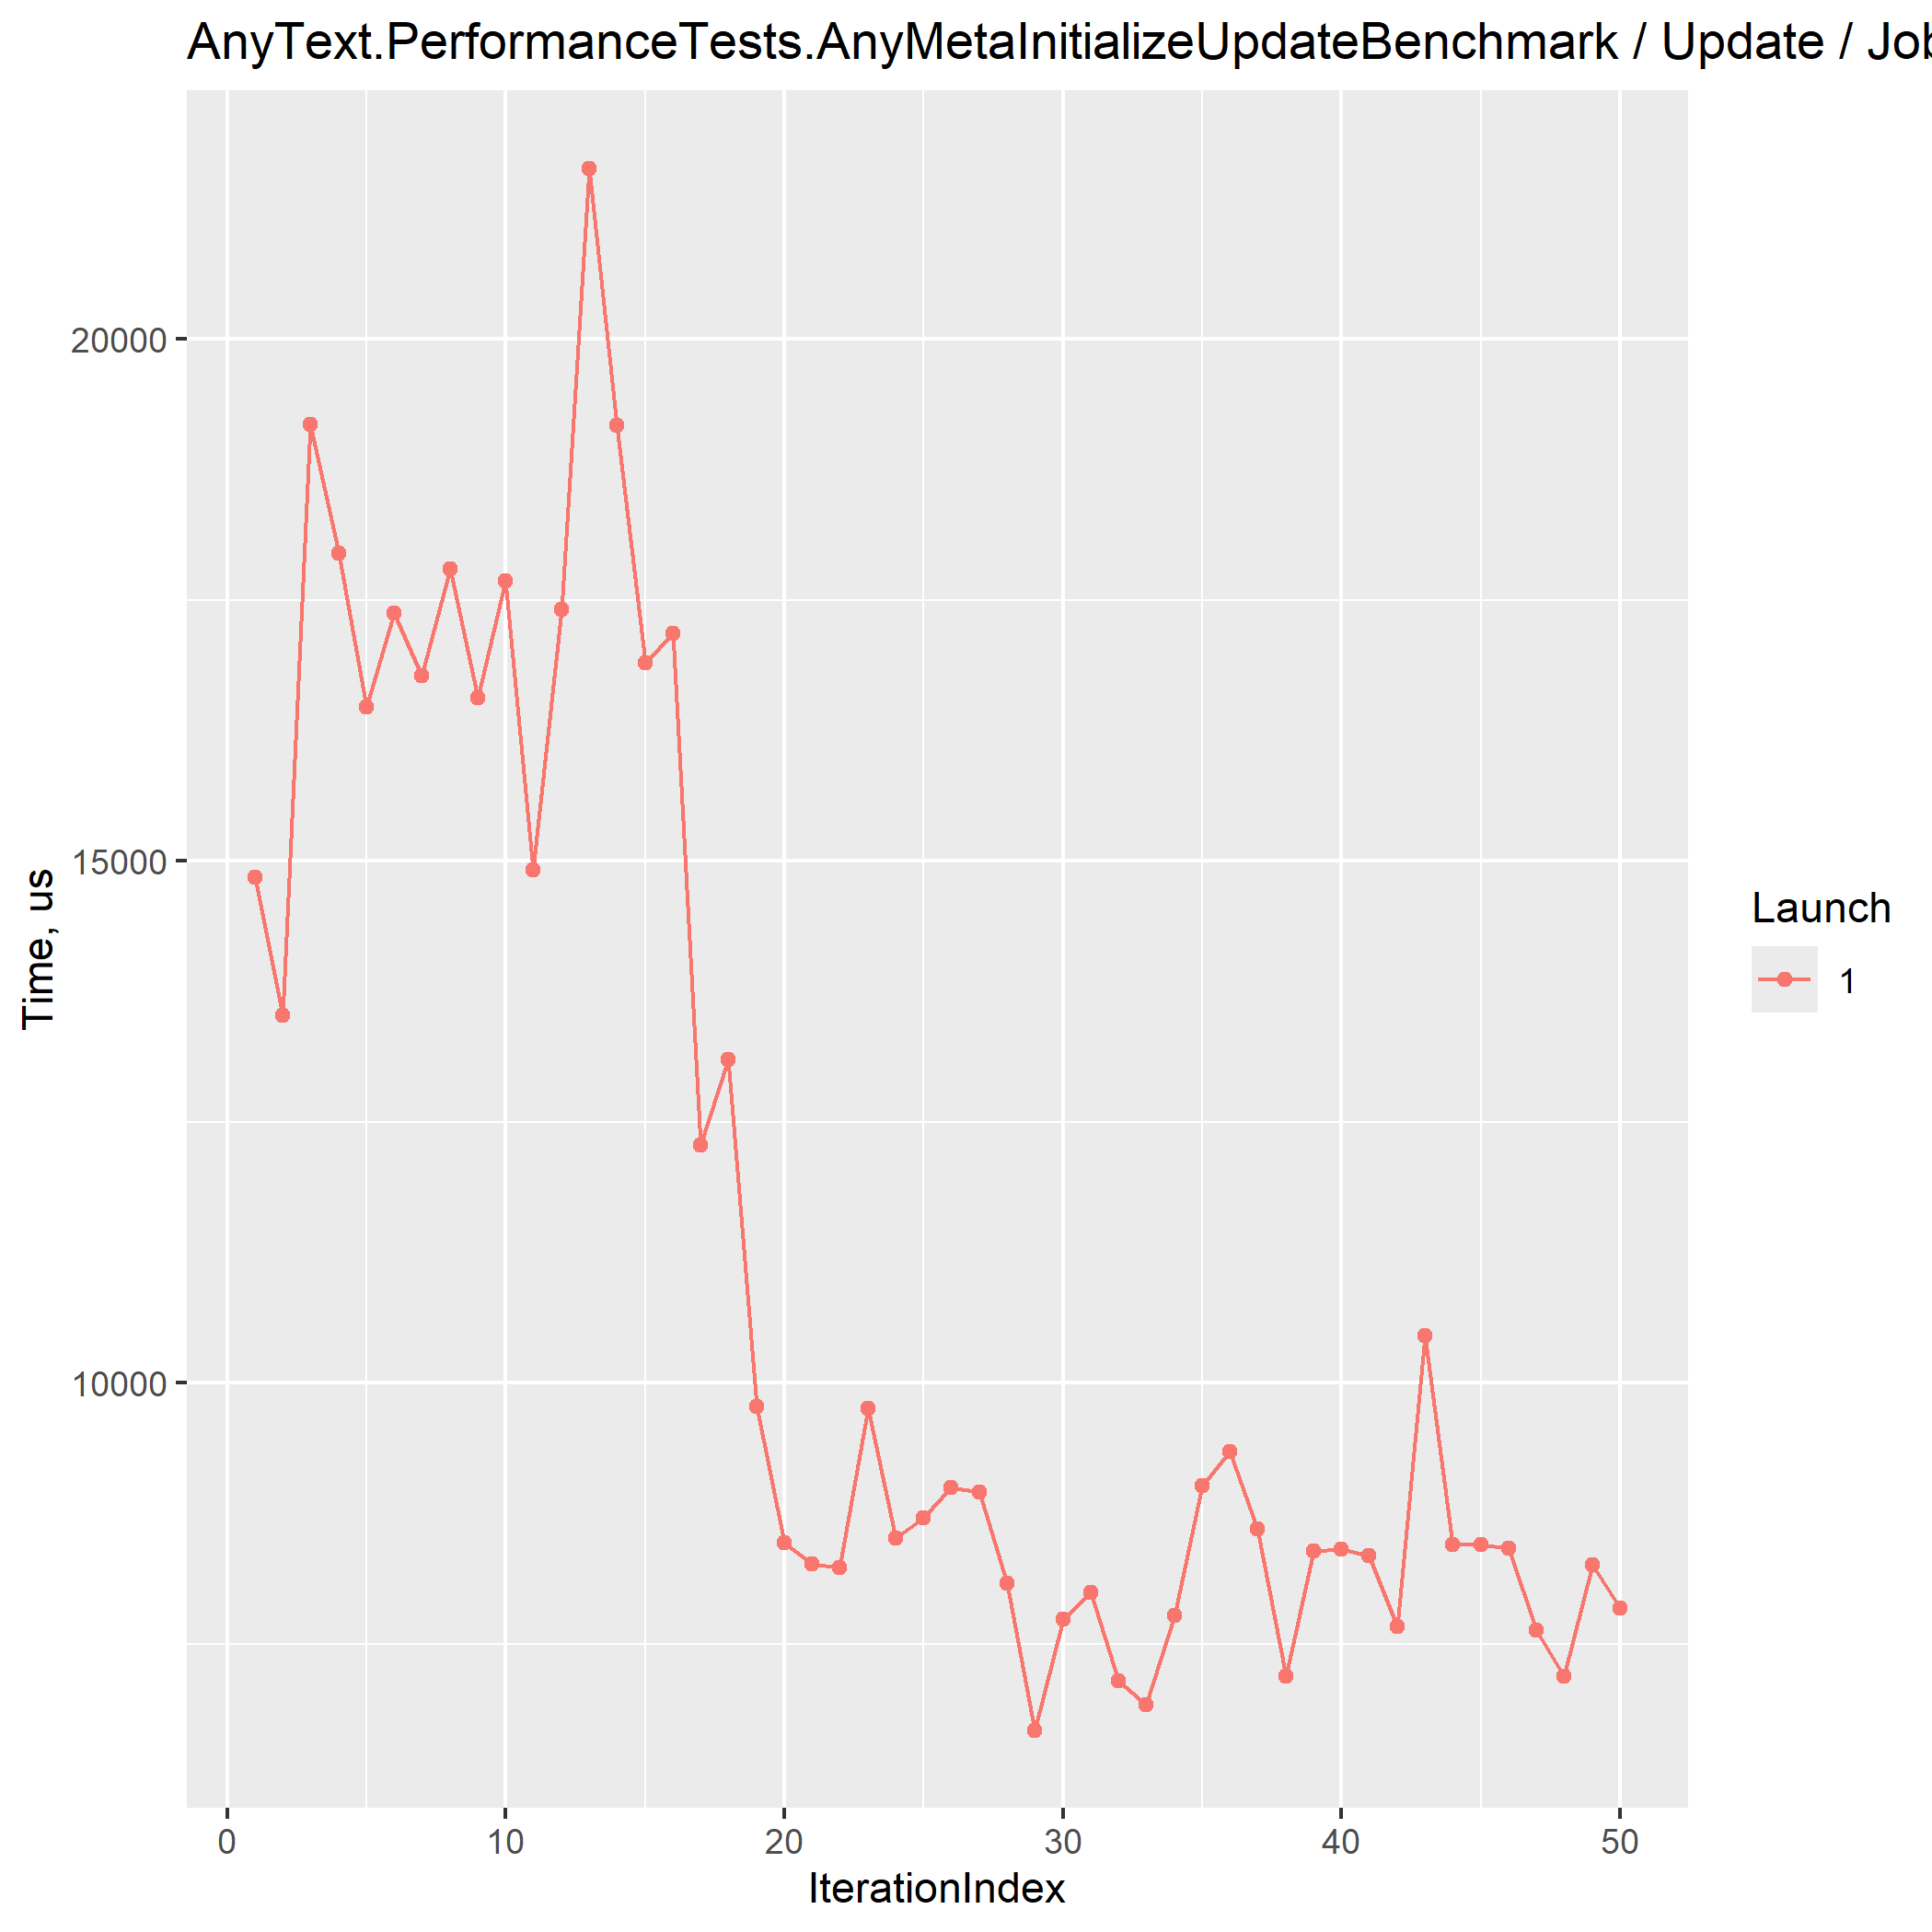 AnyText.PerformanceTests.AnyMetaInitializeUpdateBenchmark / Update / Job
20000
15000
10000
Time, us
0 10 20 30 40 50
IterationIndex
Launch
1